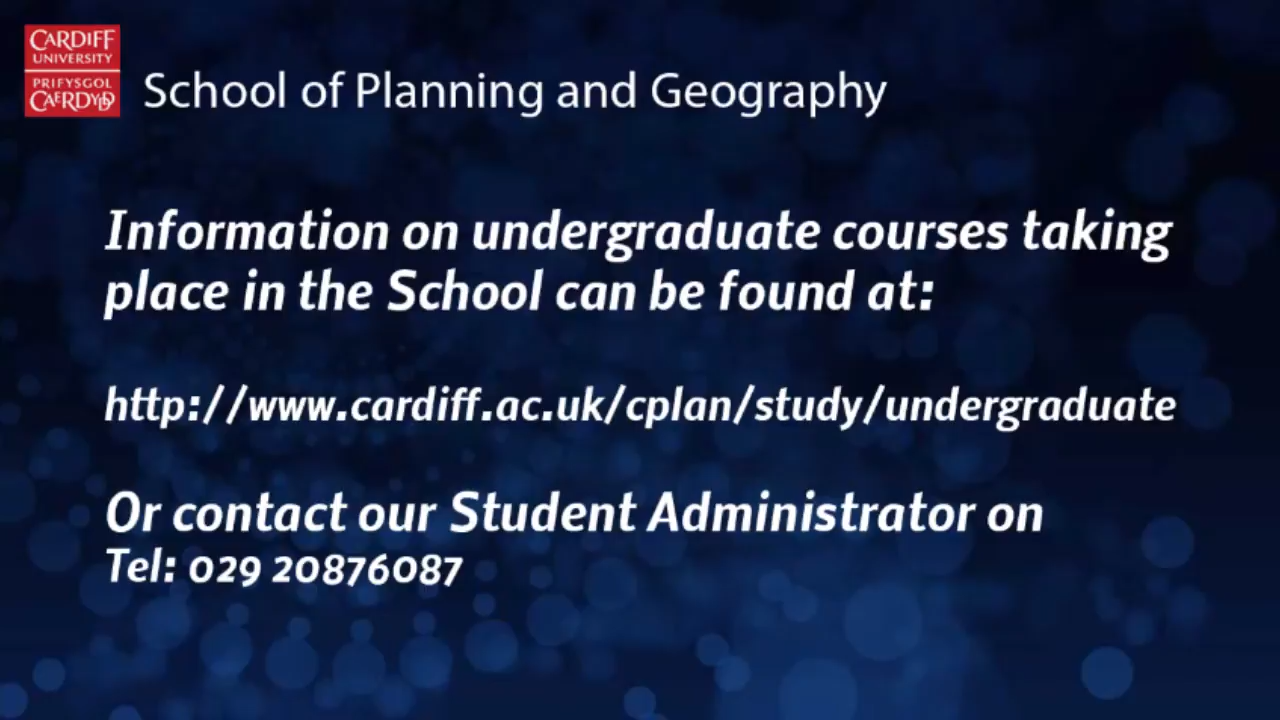 CARDIFF
UNIVERSITY
PRIFYSGOL
CAERDYDD
School of Planning and Geography
Information on undergraduate courses taking
place in the School can be found at:
http://www.cardiff.ac.uk/cplan/study/undergraduate
Or contact our Student Administrator on
Tel: 029 20876087